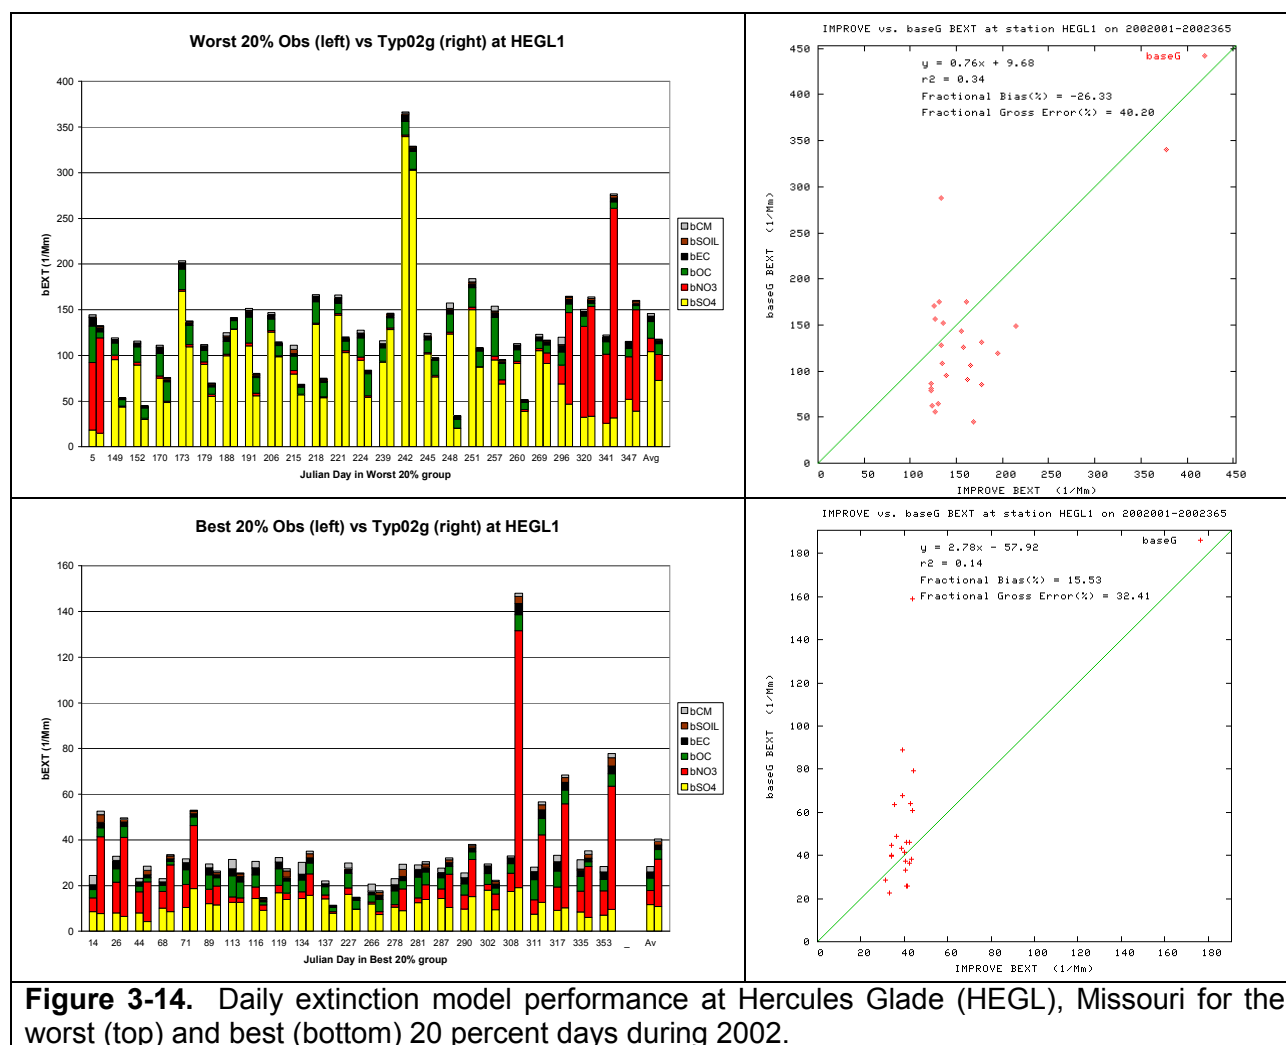 Worst 20% Obs (left) vs Typ02g (right) at HEGL1
400
350
300
250
200
150
100
50
0
bEXT (1/Mm)
5 149 152 170 173 179 188 191 206 215 218 221 224 239 242 245 248 251 257 260 269 296 320 341 347 Avg
Julian Day in Worst 20% group
bCM
bSOIL
bEC
bOC
bNO3
bSO4
IMPROVE vs. baseG BEXT at station HEGL1 on 2002001-2002365
baseG
y = 0.76x + 9.68
r2 = 0.34
Fractional Bias(%) = -26.33
Fractional Gross Error(%) = 40.20
450
400
350
300
250
200
150
100
50
0
baseG BEXT (1/Mm)
0 50 100 150 200 250 300 350 400 450
IMPROVE BEXT (1/Mm)
Best 20% Obs (left) vs Typ02g (right) at HEGL1
160
140
120
100
80
60
40
20
0
bEXT (1/Mm)
14 26 44 68 71 89 113 116 119 134 137 227 266 278 281 287 290 302 308 311 317 335 353 _ Av
Julian Day in Best 20% group
bCM
bSOIL
bEC
bOC
bNO3
bSO4
IMPROVE vs. baseG BEXT at station HEGL1 on 2002001-2002365
baseG
y = 2.78x - 57.92
r2 = 0.14
Fractional Bias(%) = 15.53
Fractional Gross Error(%) = 32.41
180
160
140
120
100
80
60
40
20
0
baseG BEXT (1/Mm)
0 20 40 60 80 100 120 140 160 180
IMPROVE BEXT (1/Mm)
Figure 3-14. Daily extinction model performance at Hercules Glade (HEGL), Missouri for the
worst (top) and best (bottom) 20 percent days during 2002.